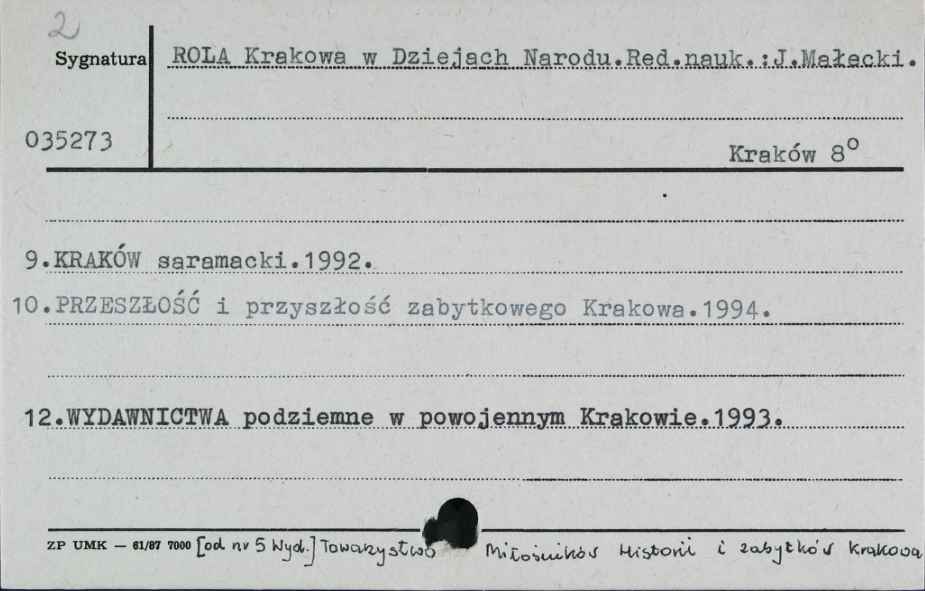 2
Sygnatura
ROLA Krakowa w Dziejach Narodu.Red.nauk.:J.Małecki.
035273
Kraków 8°
9.KRAKÓW saramacki.1992.
10.PRZESZŁOŚĆ i przyszłość zabytkowego Krakowa.1994.
12.WYDAWNICTWA podziemne w powojennym Krakowie.1993.
ZP UMK — 61/87 7000 [od nr 5 Wyd.] Towarzystwo Miłośników Historii i zabytków Krakowa